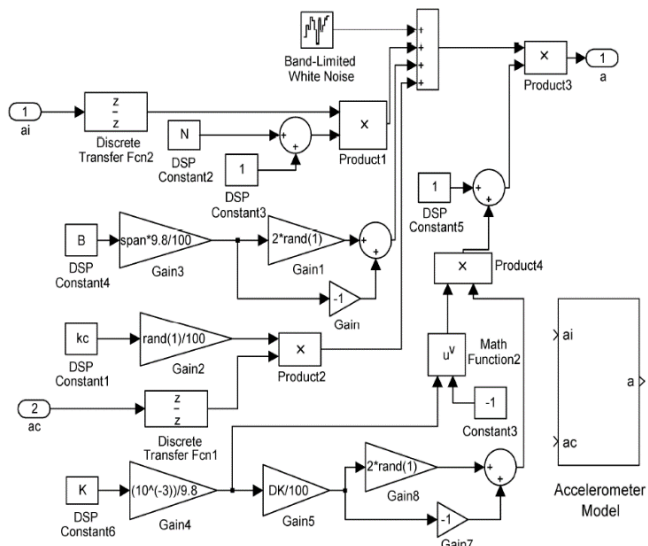 Band-Limited
White Noise
+
+
+
+
×
Product3
1
a
1
ai
z
z
Discrete
Transfer Fcn2
N
DSP
Constant2
+
+
1
DSP
Constant3
×
Product1
1
DSP
Constant5
+
+
B
DSP
Constant4
span*9.8/100
Gain3
2*rand(1)
Gain1
+
+
-1
Gain
×
Product4
kc
DSP
Constant1
rand(1)/100
Gain2
×
Product2
Math
Function2
u^v
-1
Constant3
2
ac
z
z
Discrete
Transfer Fcn1
K
DSP
Constant6
(10^(-3))/9.8
Gain4
DK/100
Gain5
2*rand(1)
Gain8
+
+
-1
Gain7
ai
a
ac
Accelerometer
Model